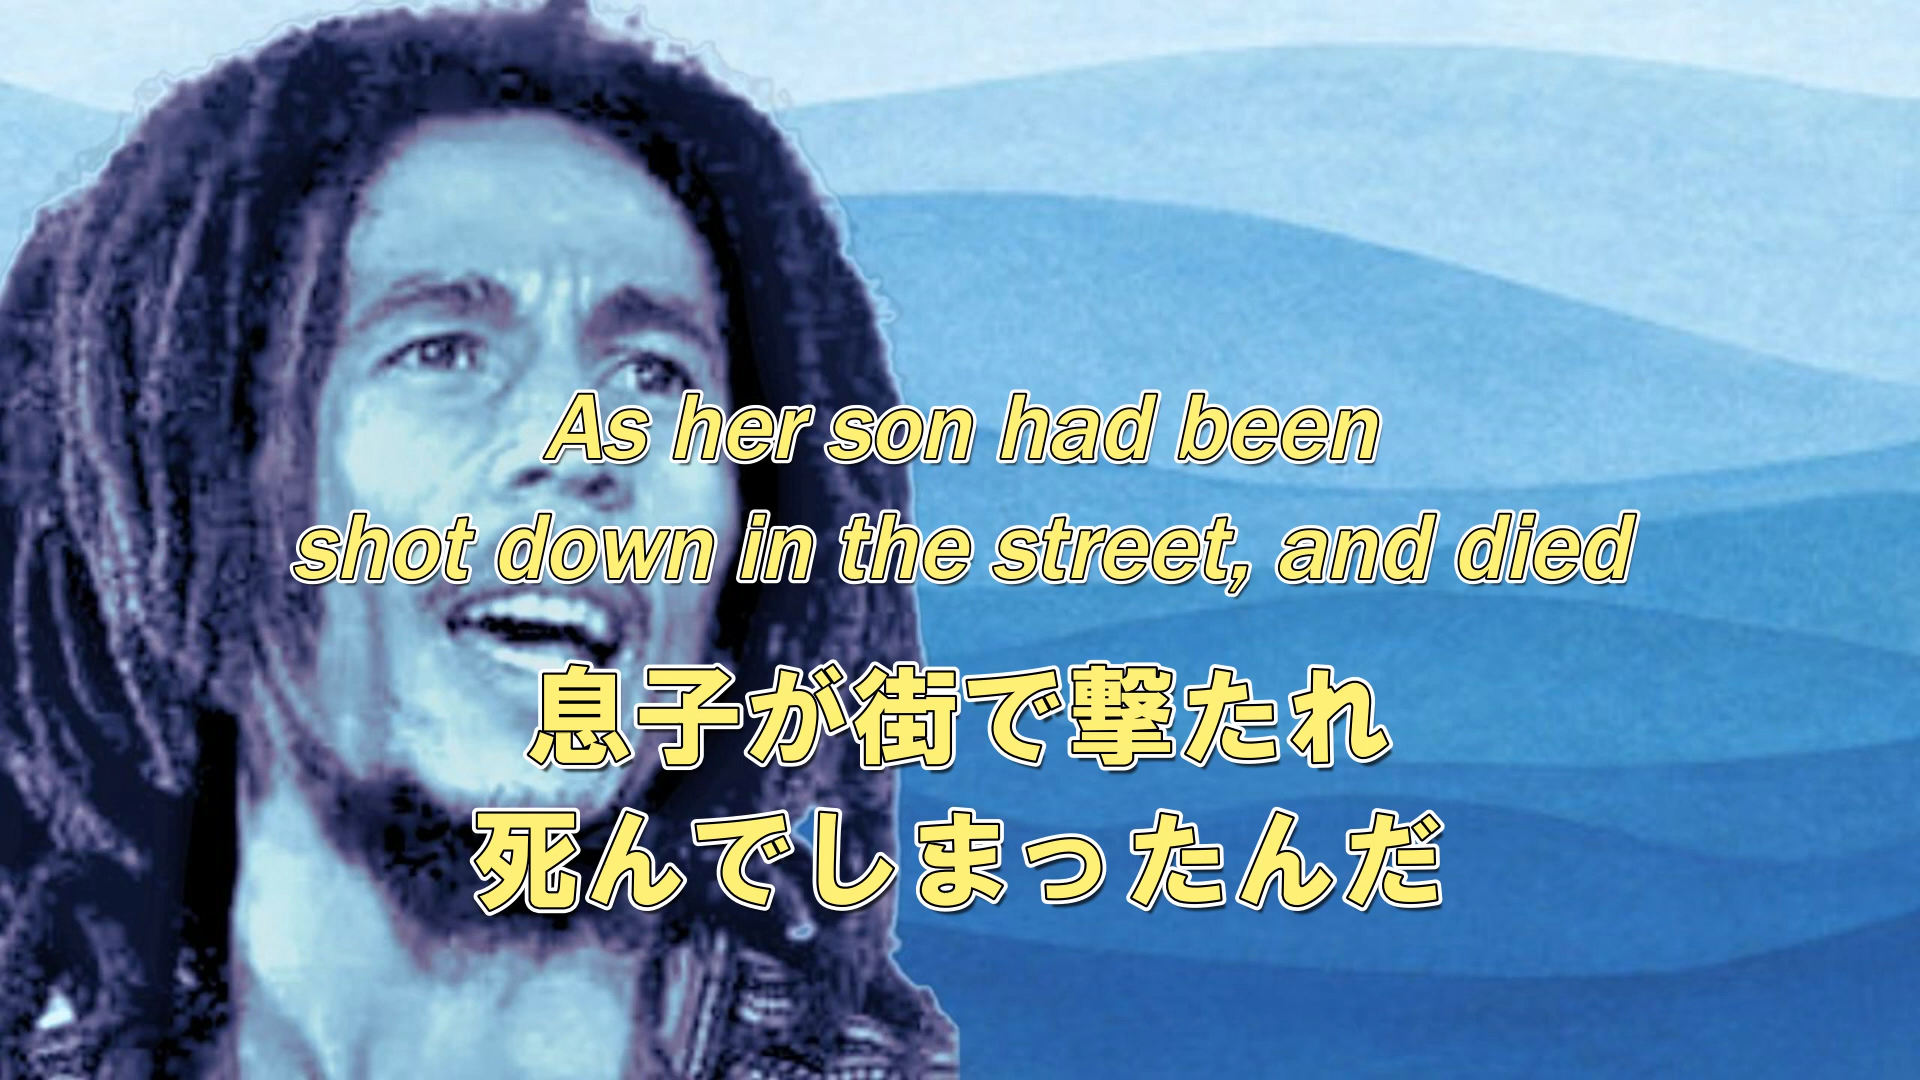 As her son had been
shot down in the street, and died
息子が街で撃たれ
死んでしまったんだ